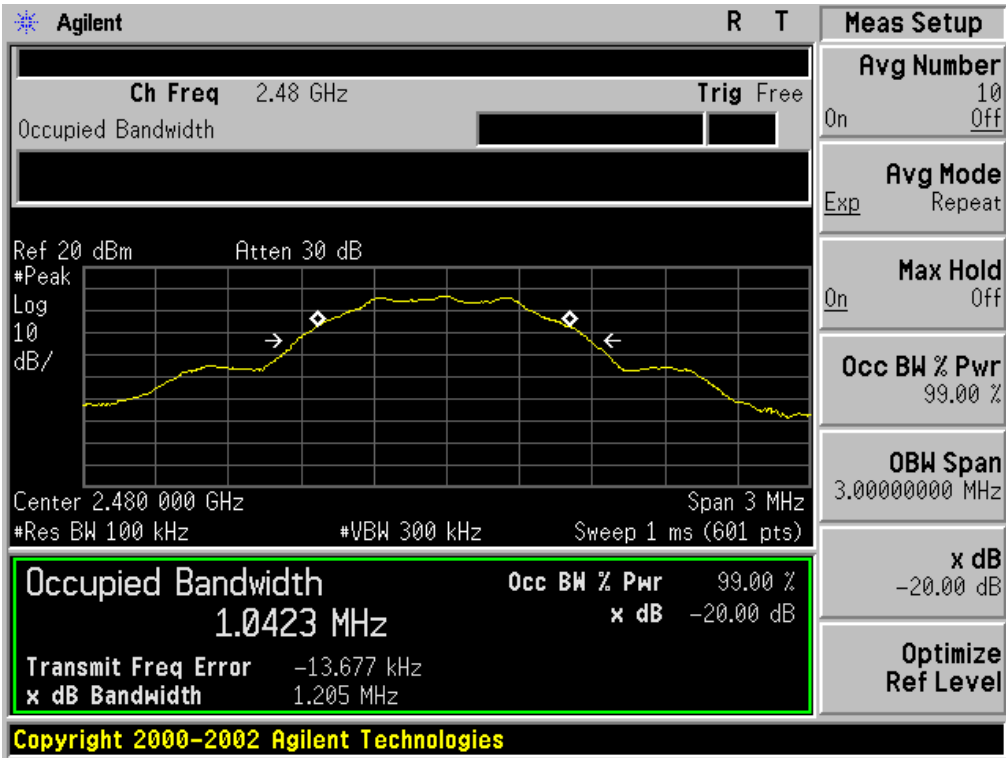 Agilent R T
Ch Freq 2.48 GHz Trig Free
Occupied Bandwidth
Ref 20 dBm Atten 30 dB
#Peak
Log
10
dB/
Center 2.480 000 GHz Span 3 MHz
#Res BW 100 kHz #VBW 300 kHz Sweep 1 ms (601 pts)
Occupied Bandwidth
1.0423 MHz
Occ BW % Pwr 99.00 %
x dB -20.00 dB
Transmit Freq Error -13.677 kHz
x dB Bandwidth 1.205 MHz
Copyright 2000-2002 Agilent Technologies
Meas Setup
Avg Number
10
On Off
Avg Mode
Exp Repeat
Max Hold
On Off
Occ BW % Pwr
99.00 %
OBW Span
3.00000000 MHz
x dB
-20.00 dB
Optimize
Ref Level